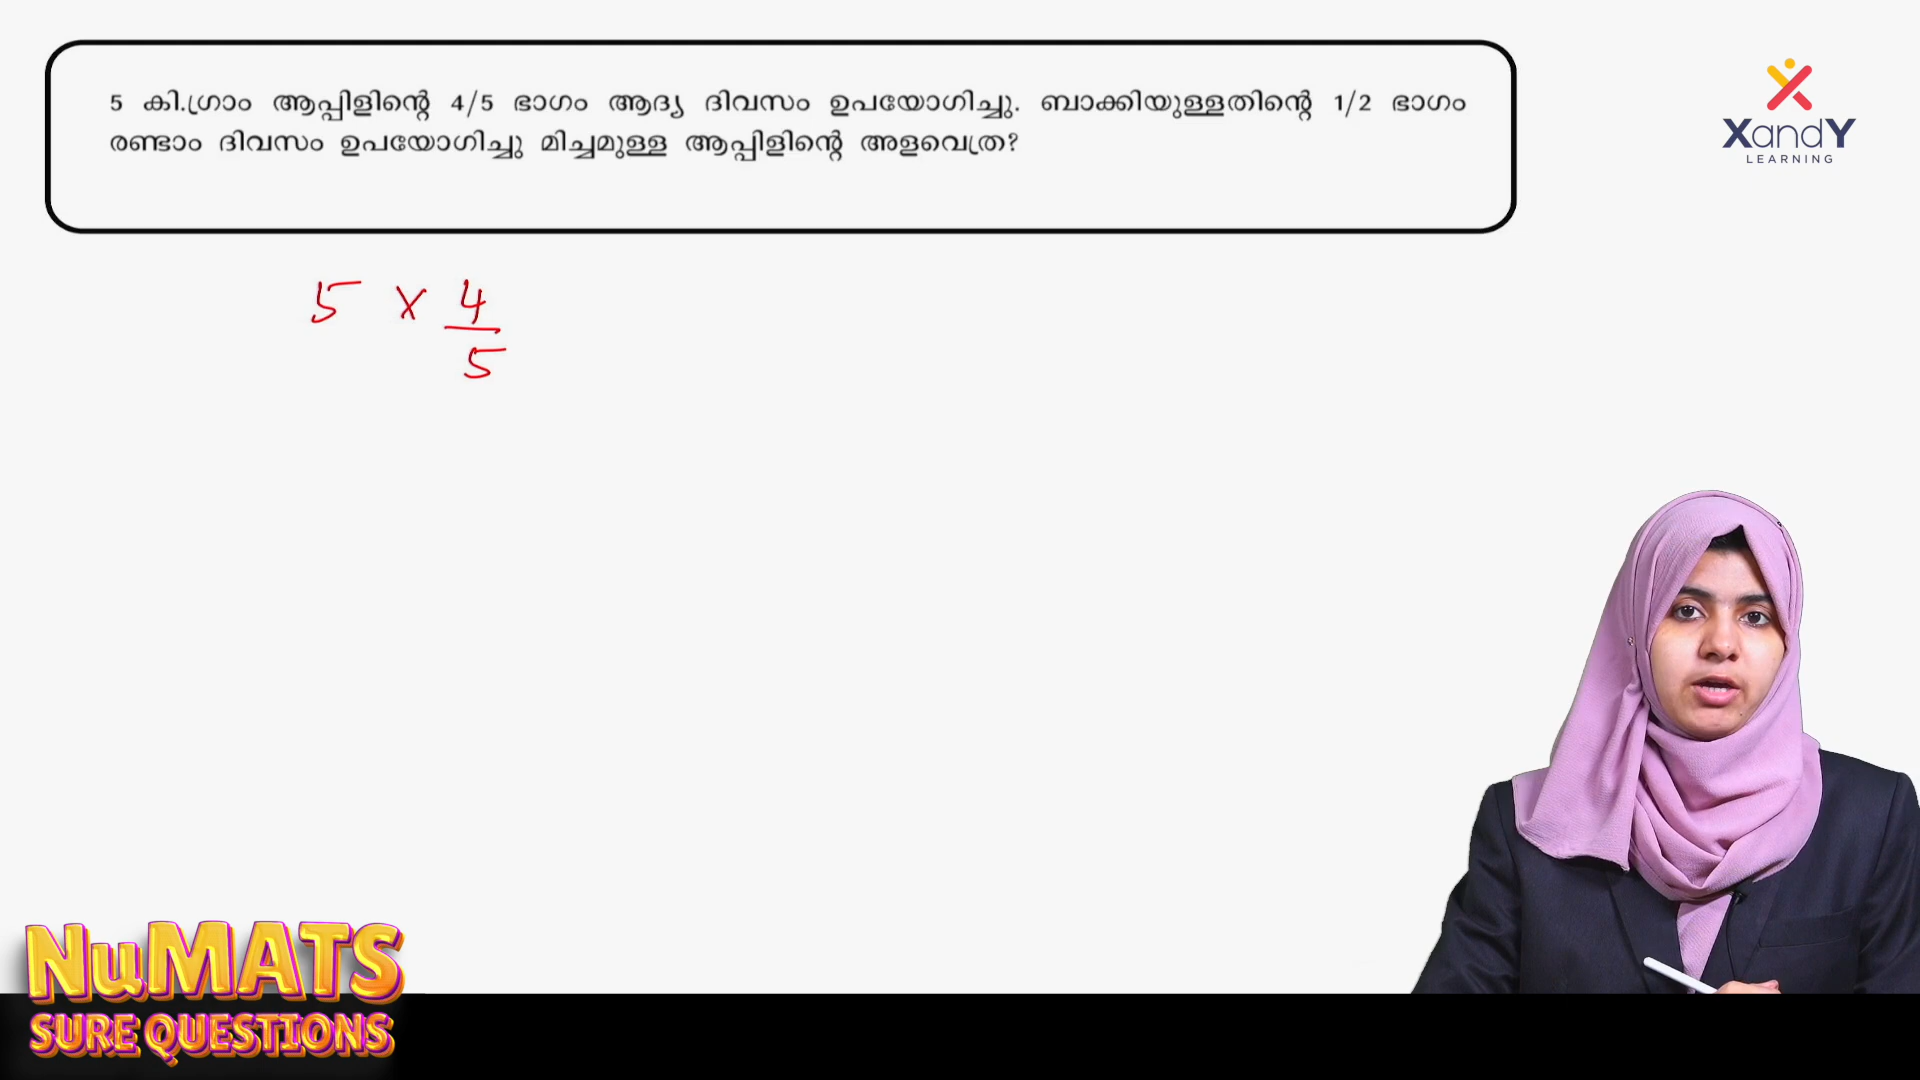 5 കി.ഗ്രാം ആപ്പിളിന്റെ 4/5 ഭാഗം ആദ്യ ദിവസം ഉപയോഗിച്ചു. ബാക്കിയുള്ളതിന്റെ 1/2 ഭാഗം
രണ്ടാം ദിവസം ഉപയോഗിച്ചു മിച്ചമുള്ള ആപ്പിളിന്റെ അളവെത്ര?
XandY
LEARNING
5 x 4
5
NuMATS
SURE QUESTIONS